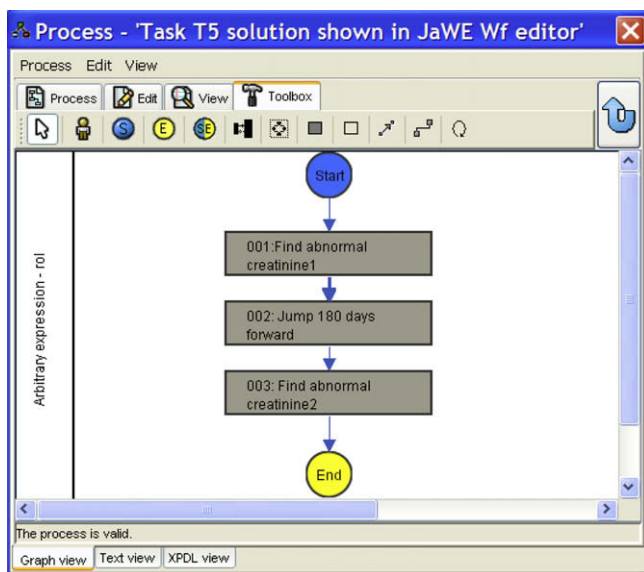 Process - 'Task T5 solution shown in JaWE Wf editor'
Process Edit View
Process Edit View Toolbox
S E SE
Start
001:Find abnormal
creatinine1
002: Jump 180 days
forward
003: Find abnormal
creatinine2
End
Arbitrary expression - rol
The process is valid.
Graph view Text view XPDL view